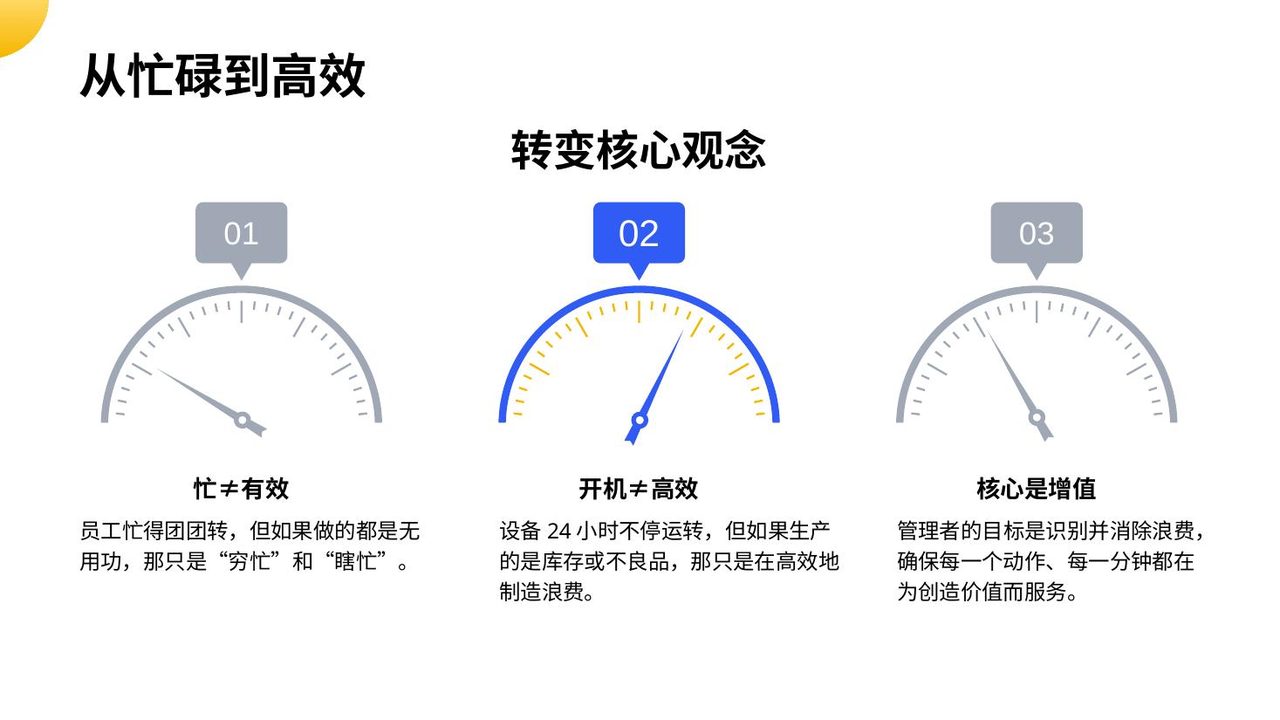 从忙碌到高效
转变核心观念
01
02
03
忙≠有效
员工忙得团团转，但如果做的都是无
用功，那只是“穷忙”和“瞎忙”。
开机≠高效
设备 24 小时不停运转，但如果生产
的是库存或不良品，那只是在高效地
制造浪费。
核心是增值
管理者的目标是识别并消除浪费，
确保每一个动作、每一分钟都在
为创造价值而服务。